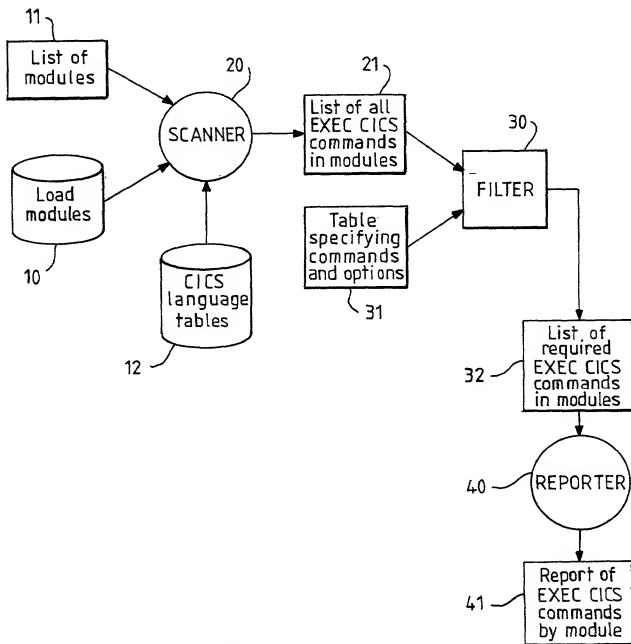 11
List of
modules
20
SCANNER
21
List of all
EXEC CICS
commands
in modules
30
FILTER
Load
modules
10
Table
specifying
commands
and options
31
CICS
language
tables
12
List of
required
EXEC CICS
commands
in modules
32
40
REPORTER
Report of
EXEC CICS
commands
by module
41